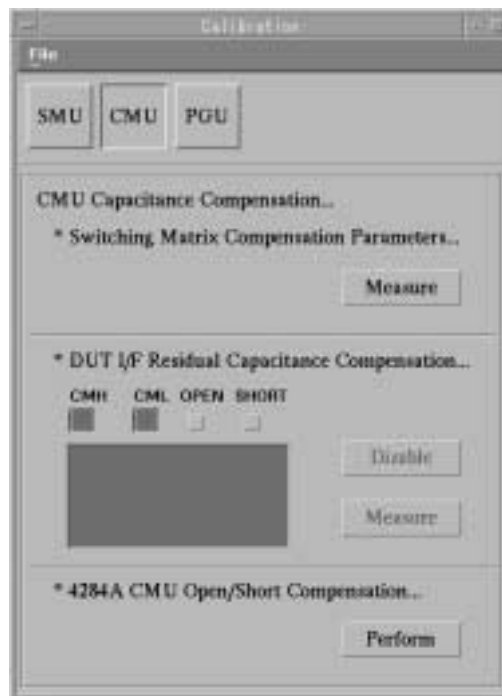 Calibration
File
SMU CMU PGU
CMU Capacitance Compensation...
* Switching Matrix Compensation Parameters...
Measure
* DUT I/F Residual Capacitance Compensation...
CMH CML OPEN SHORT
Disable
Measure
* 4284A CMU Open/Short Compensation...
Perform